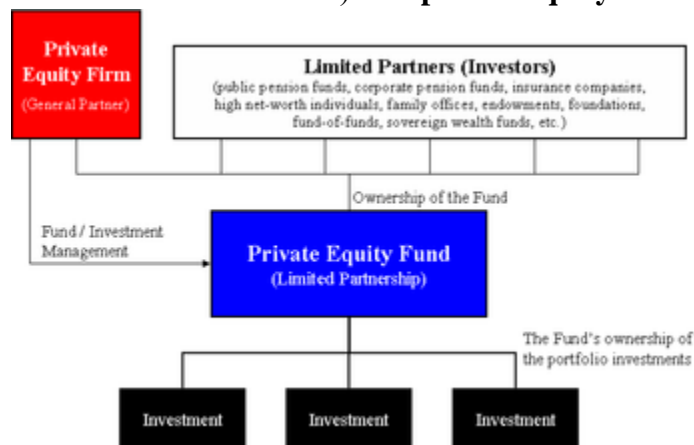 Private
Equity Firm
(General Partner)
Limited Partners (Investors)
(public pension funds, corporate pension funds, insurance companies,
high net-worth individuals, family offices, endowments, foundations,
fund-of-funds, sovereign wealth funds, etc.)
Ownership of the Fund
Fund / Investment
Management
Private Equity Fund
(Limited Partnership)
The Fund's ownership of
the portfolio investments
Investment
Investment
Investment